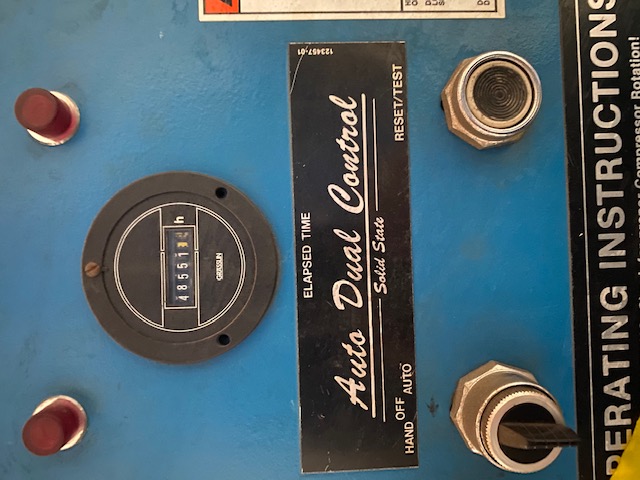 123457-01
ELAPSED TIME
Auto Dual Control
Solid State
HAND OFF AUTO
RESET/TEST
48551
h
GRÄSSLIN
OPERATING INSTRUCTIONS
Compressor Rotation!